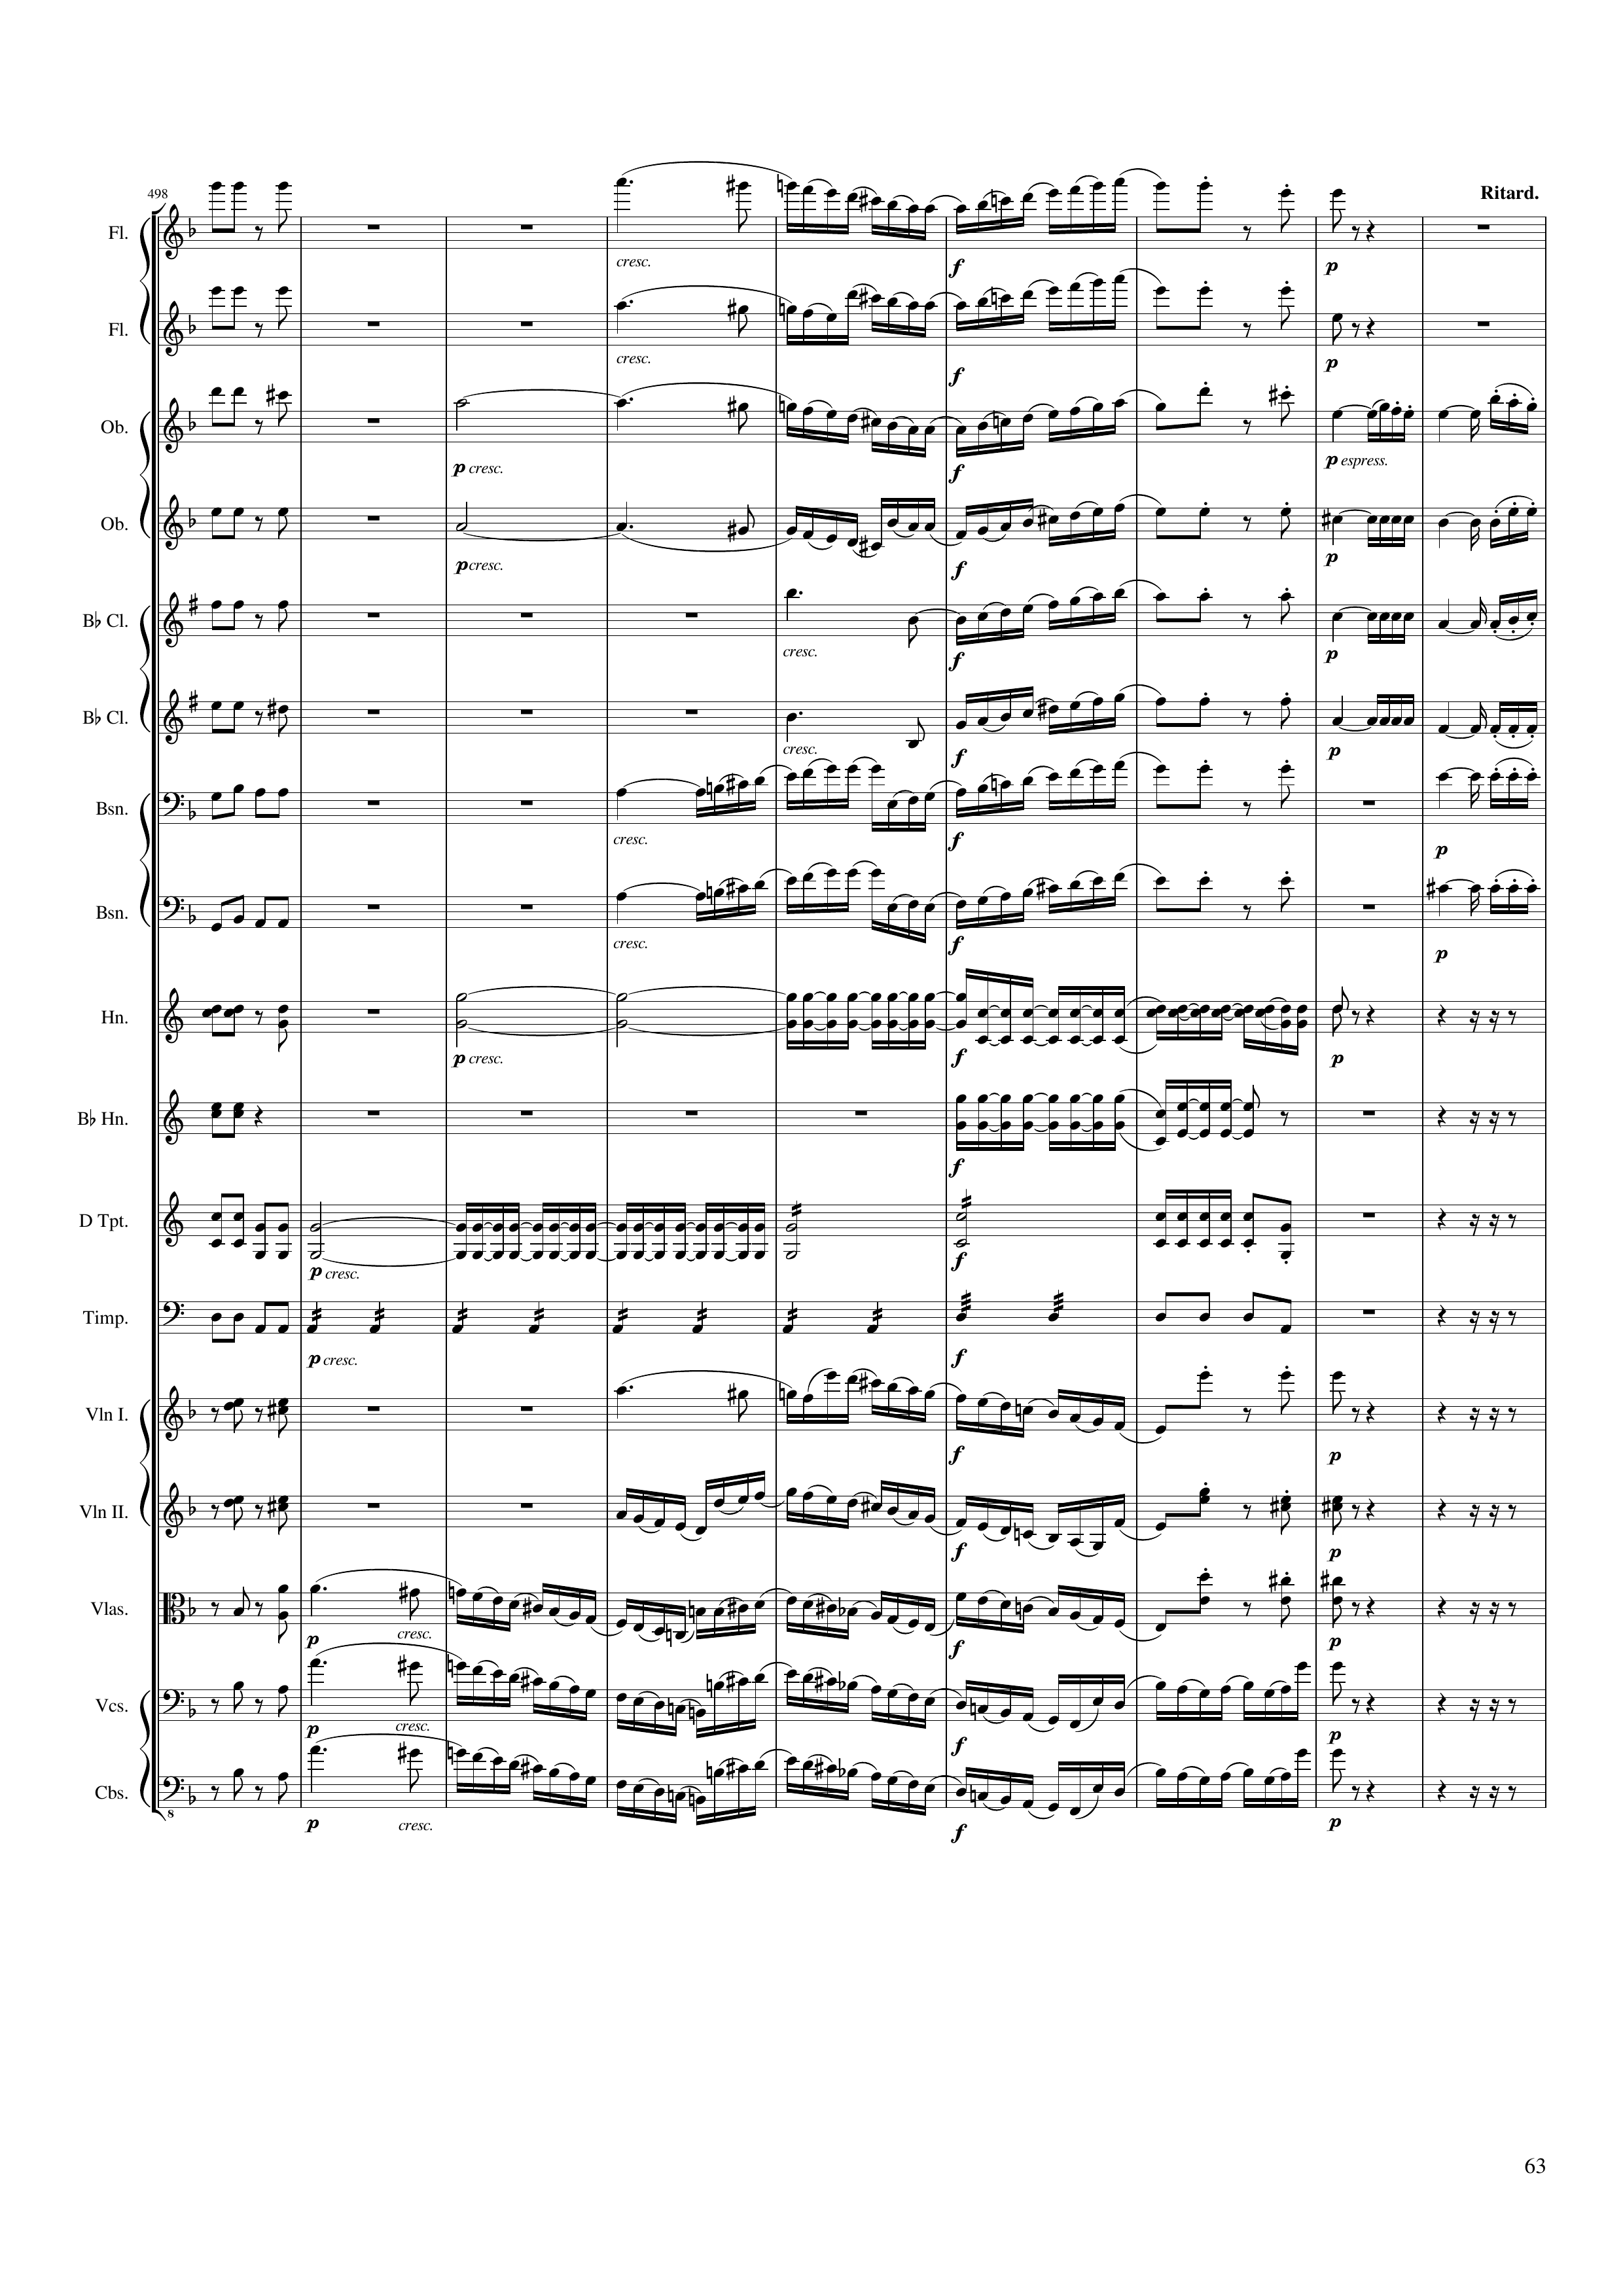 498
Ritard.
Fl.
cresc.
f
p
Fl.
cresc.
f
p
Ob.
p cresc.
f
p espress.
Ob.
p cresc.
f
p
B♭ Cl.
cresc.
f
p
B♭ Cl.
cresc.
f
p
Bsn.
cresc.
f
p
Bsn.
cresc.
f
p
Hn.
p cresc.
f
p
B♭ Hn.
f
D Tpt.
p cresc.
f
Timp.
p cresc.
f
Vln I.
f
p
Vln II.
f
p
Vlas.
p
cresc.
f
p
Vcs.
p
cresc.
f
p
Cbs.
8
p
cresc.
f
p
63